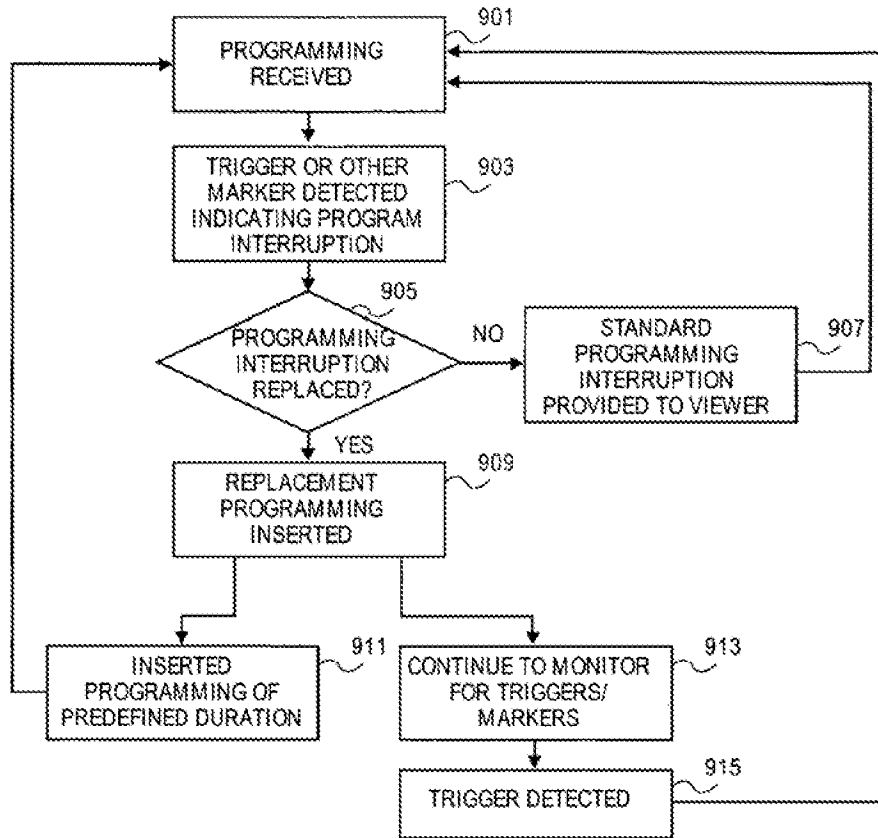 901
PROGRAMMING
RECEIVED
TRIGGER OR OTHER
MARKER DETECTED
INDICATING PROGRAM
INTERRUPTION
903
905
PROGRAMMING
INTERRUPTION
REPLACED?
NO
STANDARD
PROGRAMMING
INTERRUPTION
PROVIDED TO VIEWER
907
YES
REPLACEMENT
PROGRAMMING
INSERTED
909
INSERTED
PROGRAMMING OF
PREDEFINED DURATION
911
CONTINUE TO MONITOR
FOR TRIGGERS/
MARKERS
913
TRIGGER DETECTED
915